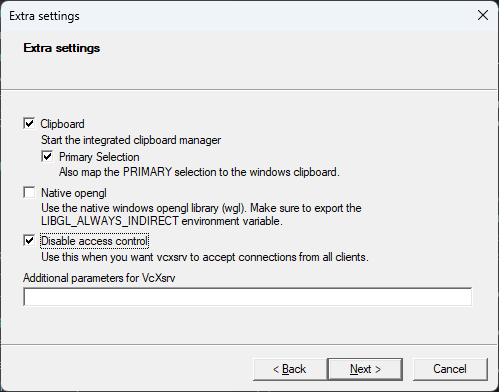 Extra settings
Extra settings
Clipboard
Start the integrated clipboard manager
Primary Selection
Also map the PRIMARY selection to the windows clipboard.
Native opengl
Use the native windows opengl library (wgl). Make sure to export the
LIBGL_ALWAYS_INDIRECT environment variable.
Disable access control
Use this when you want vcxsrv to accept connections from all clients.
Additional parameters for VcXsrv
< Back Next > Cancel